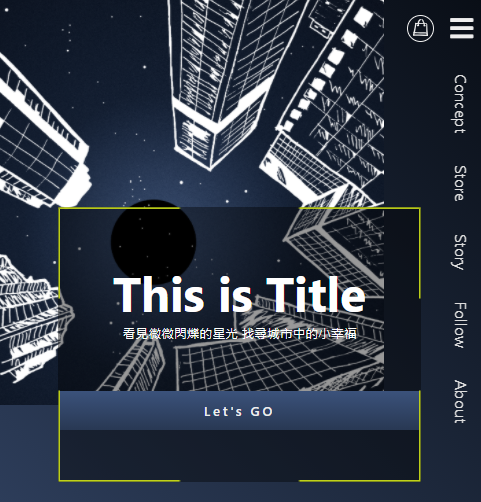 Concept
Store
Story
Follow
About
This is Title
看見微微閃爍的星光 找尋城市中的小幸福
Let's GO